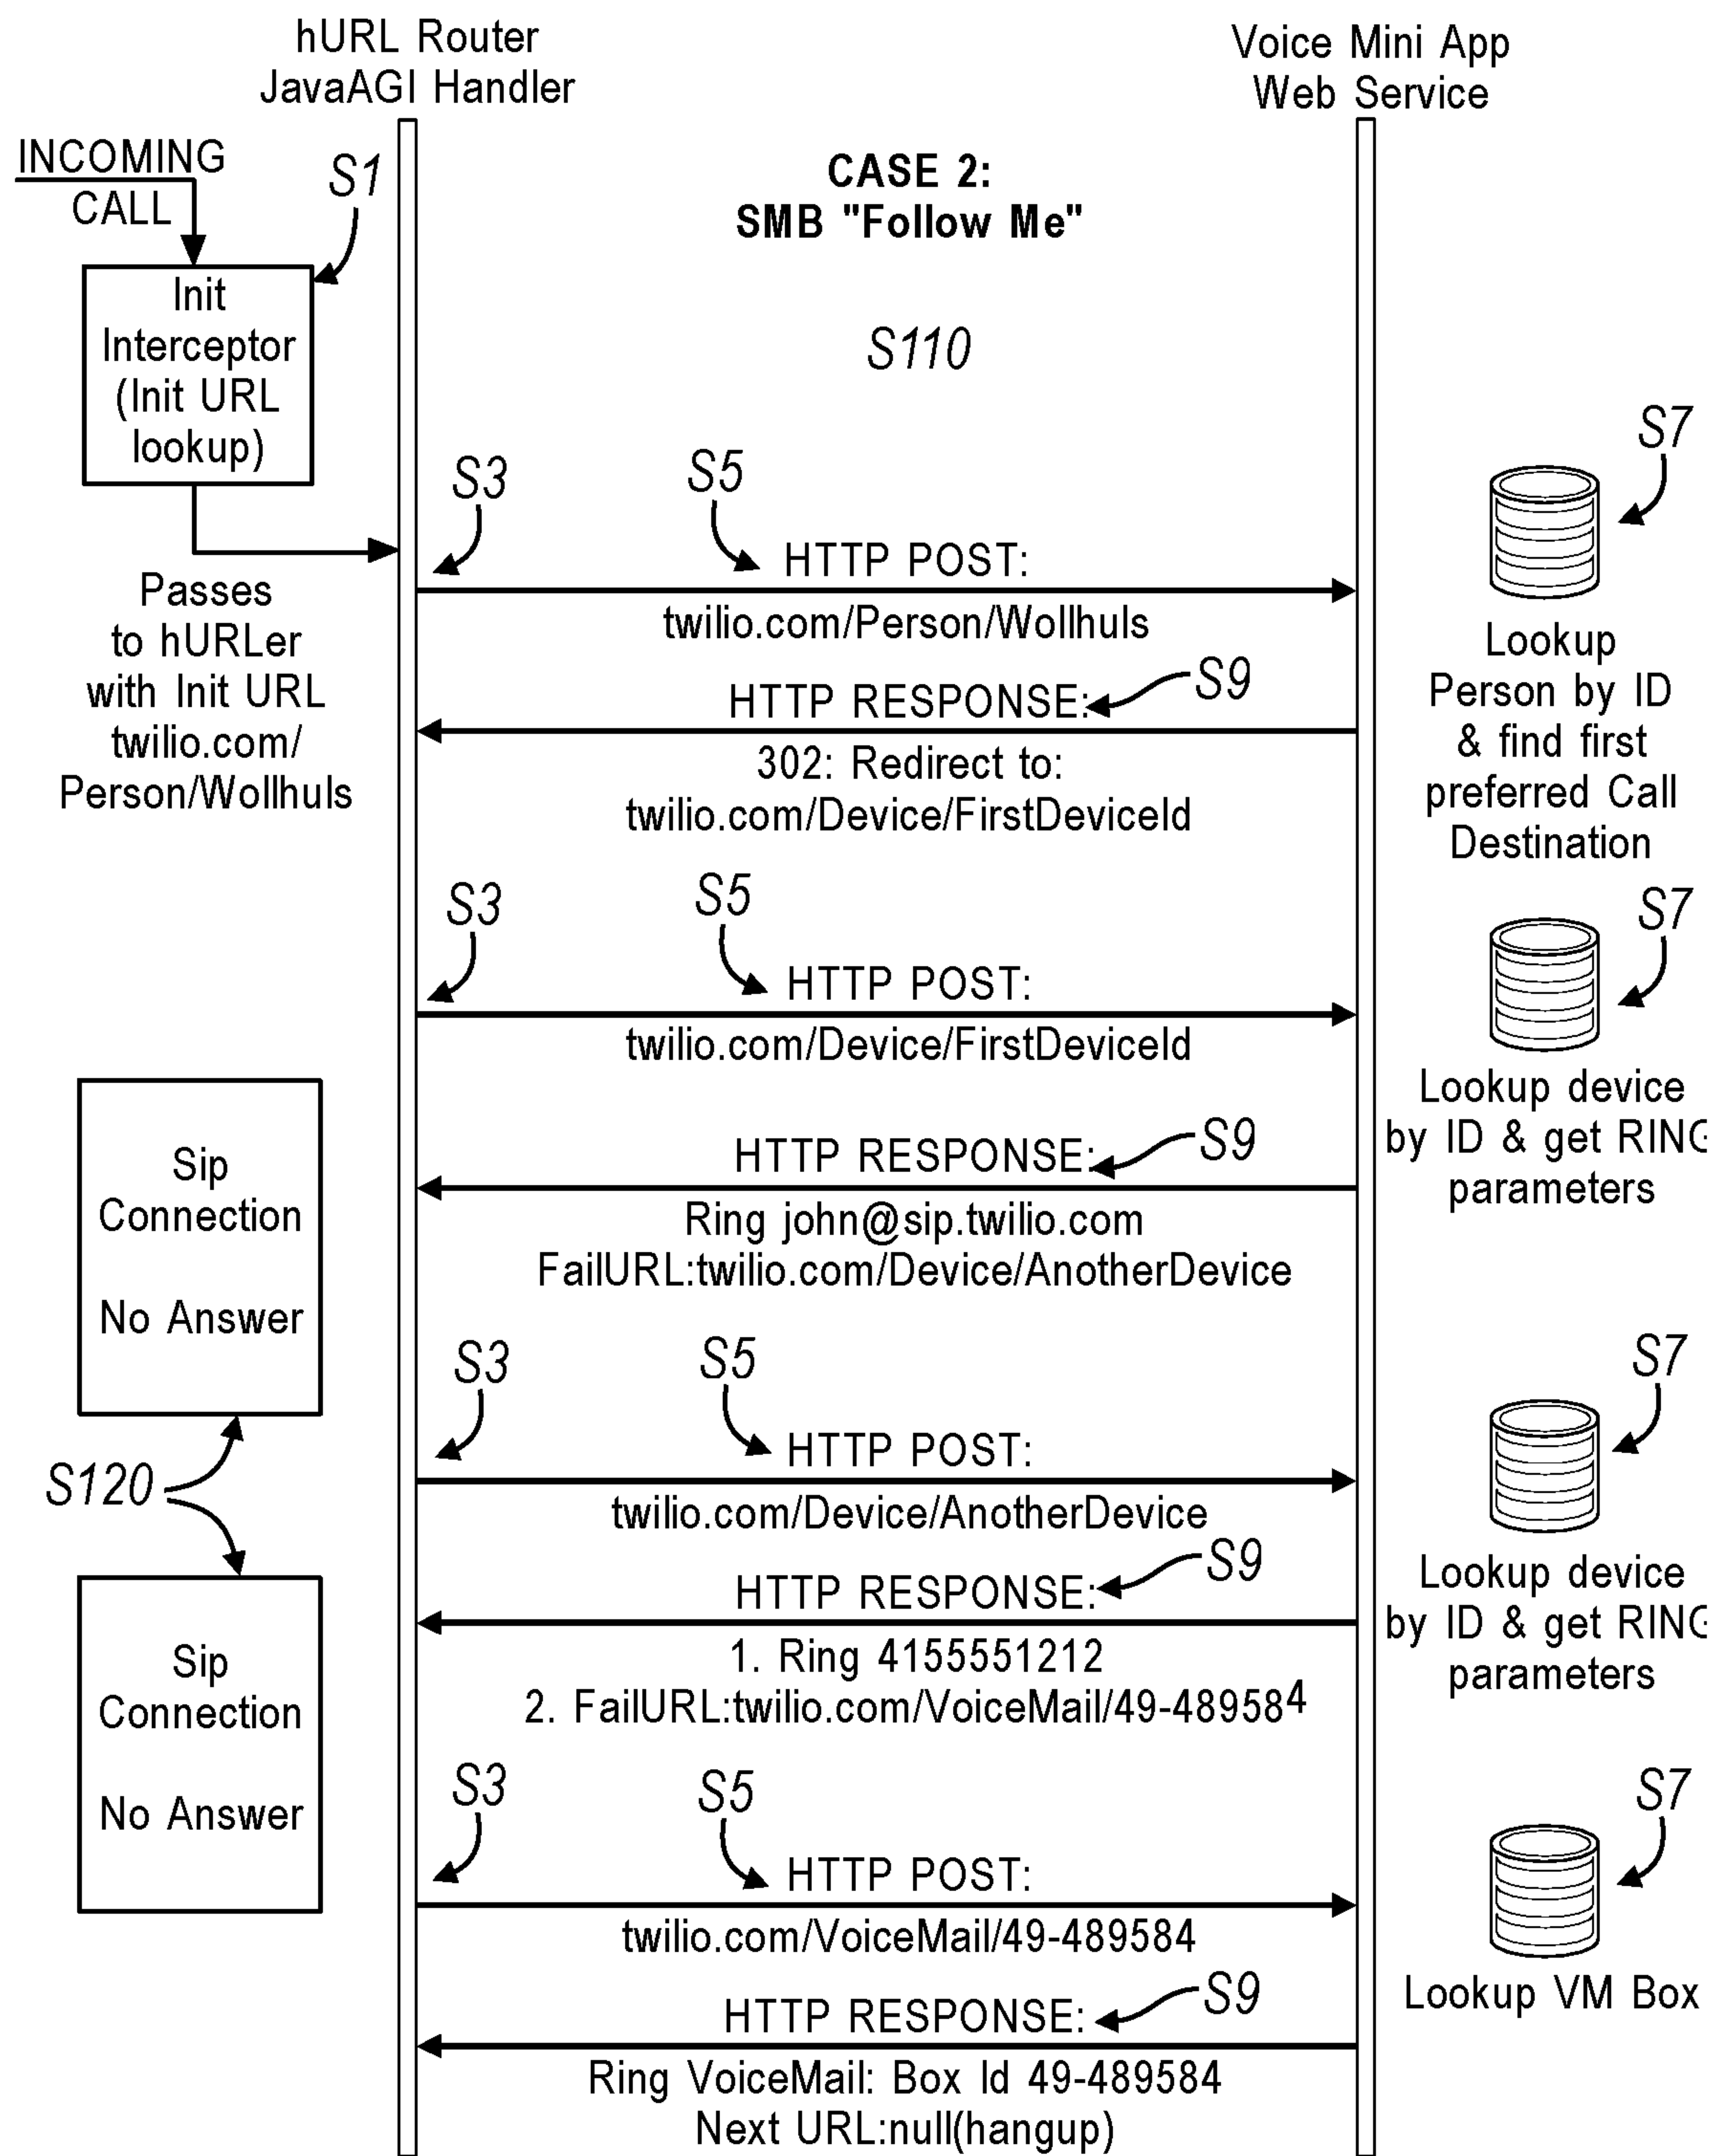 hURL Router
JavaAGI Handler
Voice Mini App
Web Service
INCOMING
CALL
S1
CASE 2:
SMB "Follow Me"
Init
Interceptor
(Init URL
lookup)
S110
S7
S3
S5
HTTP POST:
twilio.com/Person/Wollhuls
Passes
to hURLer
with Init URL
twilio.com/
Person/Wollhuls
Lookup
Person by ID
& find first
preferred Call
Destination
HTTP RESPONSE:
S9
302: Redirect to:
twilio.com/Device/FirstDeviceId
S3
S5
S7
HTTP POST:
twilio.com/Device/FirstDeviceId
Lookup device
by ID & get RING
parameters
Sip
Connection
No Answer
HTTP RESPONSE:
S9
Ring john@sip.twilio.com
FailURL:twilio.com/Device/AnotherDevice
S3
S5
S7
HTTP POST:
twilio.com/Device/AnotherDevice
S120
Lookup device
by ID & get RING
parameters
HTTP RESPONSE:
S9
1. Ring 4155551212
2. FailURL:twilio.com/VoiceMail/49-489584
Sip
Connection
No Answer
S3
S5
S7
HTTP POST:
twilio.com/VoiceMail/49-489584
Lookup VM Box
HTTP RESPONSE:
S9
Ring VoiceMail: Box Id 49-489584
Next URL:null(hangup)